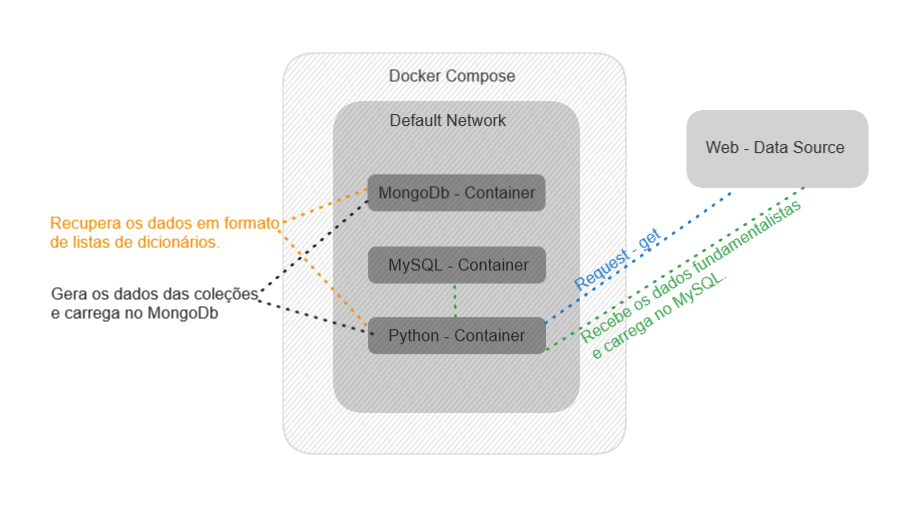 Docker Compose
Default Network
Web - Data Source
MongoDb - Container
Recupera os dados em formato
de listas de dicionários.
MySQL - Container
Request - get
Recebe os dados fundamentalistas
e carrega no MySQL.
Gera os dados das coleções
e carrega no MongoDb
Python - Container